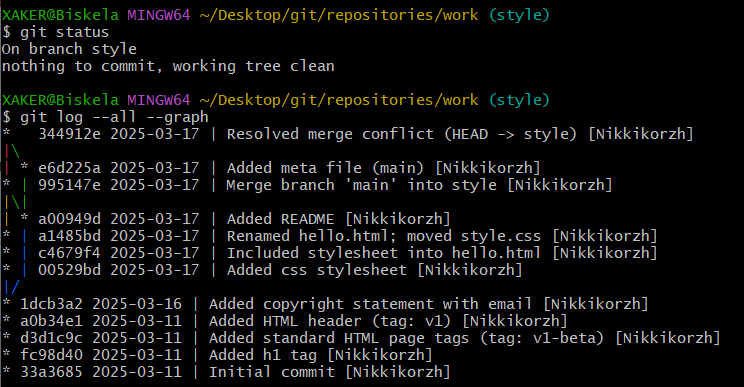 XAKER@Biskela MINGW64 ~/Desktop/git/repositories/work (style)
$ git status
On branch style
nothing to commit, working tree clean

XAKER@Biskela MINGW64 ~/Desktop/git/repositories/work (style)
$ git log --all --graph
*   344912e 2025-03-17 | Resolved merge conflict (HEAD -> style) [Nikkikorzh]
|\
| * e6d225a 2025-03-17 | Added meta file (main) [Nikkikorzh]
* | 995147e 2025-03-17 | Merge branch 'main' into style [Nikkikorzh]
|\|
| * a00949d 2025-03-17 | Added README [Nikkikorzh]
* | a1485bd 2025-03-17 | Renamed hello.html; moved style.css [Nikkikorzh]
* | c4679f4 2025-03-17 | Included stylesheet into hello.html [Nikkikorzh]
* | 00529bd 2025-03-17 | Added css stylesheet [Nikkikorzh]
|/
* 1dcb3a2 2025-03-16 | Added copyright statement with email [Nikkikorzh]
* a0b34e1 2025-03-11 | Added HTML header (tag: v1) [Nikkikorzh]
* d3d1c9c 2025-03-11 | Added standard HTML page tags (tag: v1-beta) [Nikkikorzh]
* fc98d40 2025-03-11 | Added h1 tag [Nikkikorzh]
* 33a3685 2025-03-11 | Initial commit [Nikkikorzh]